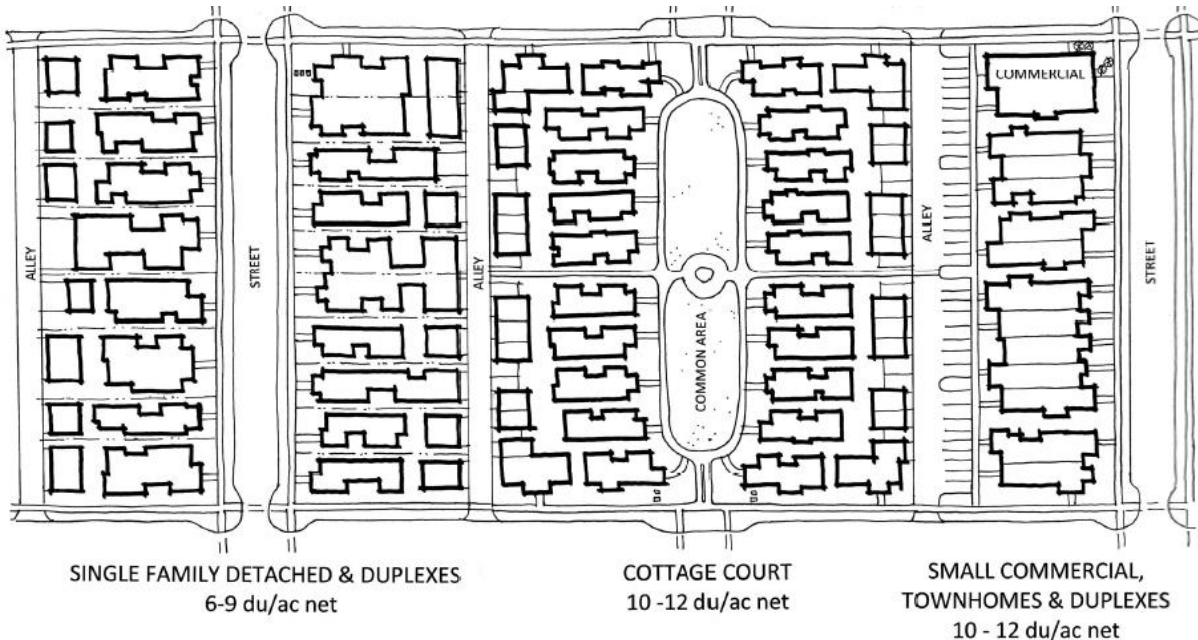 COMMERCIAL
ALLEY
STREET
ALLEY
COMMON AREA
ALLEY
STREET
SINGLE FAMILY DETACHED & DUPLEXES
6-9 du/ac net
COTTAGE COURT
10 -12 du/ac net
SMALL COMMERCIAL,
TOWNHOMES & DUPLEXES
10 - 12 du/ac net